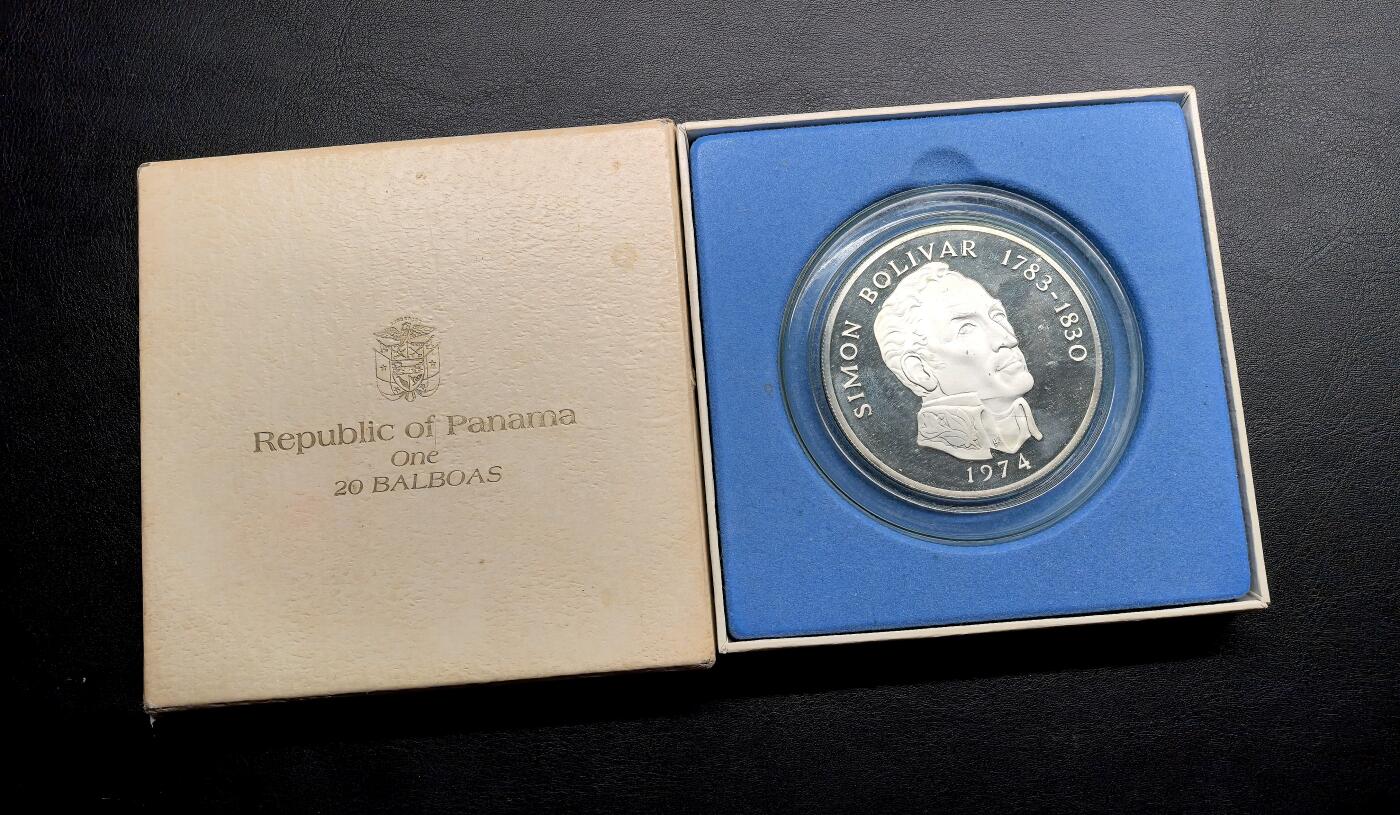 Republic of Panama
One
20 BALBOAS
SIMON BOLIVAR 1783-1830
1974